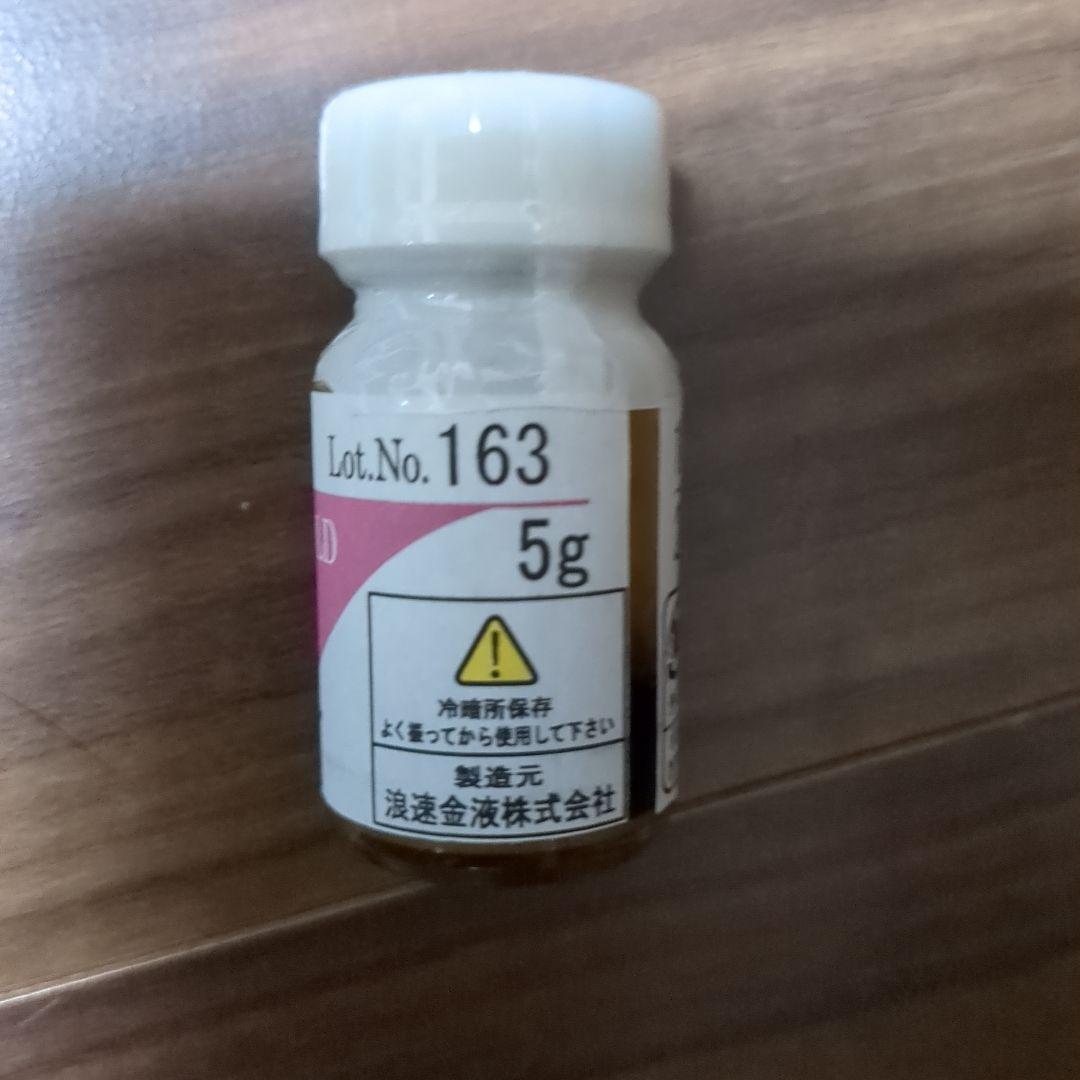 Lot.No. 163
LD
5g
冷暗所保存
よく振ってから使用して下さい
製造元
浪速金液株式会社